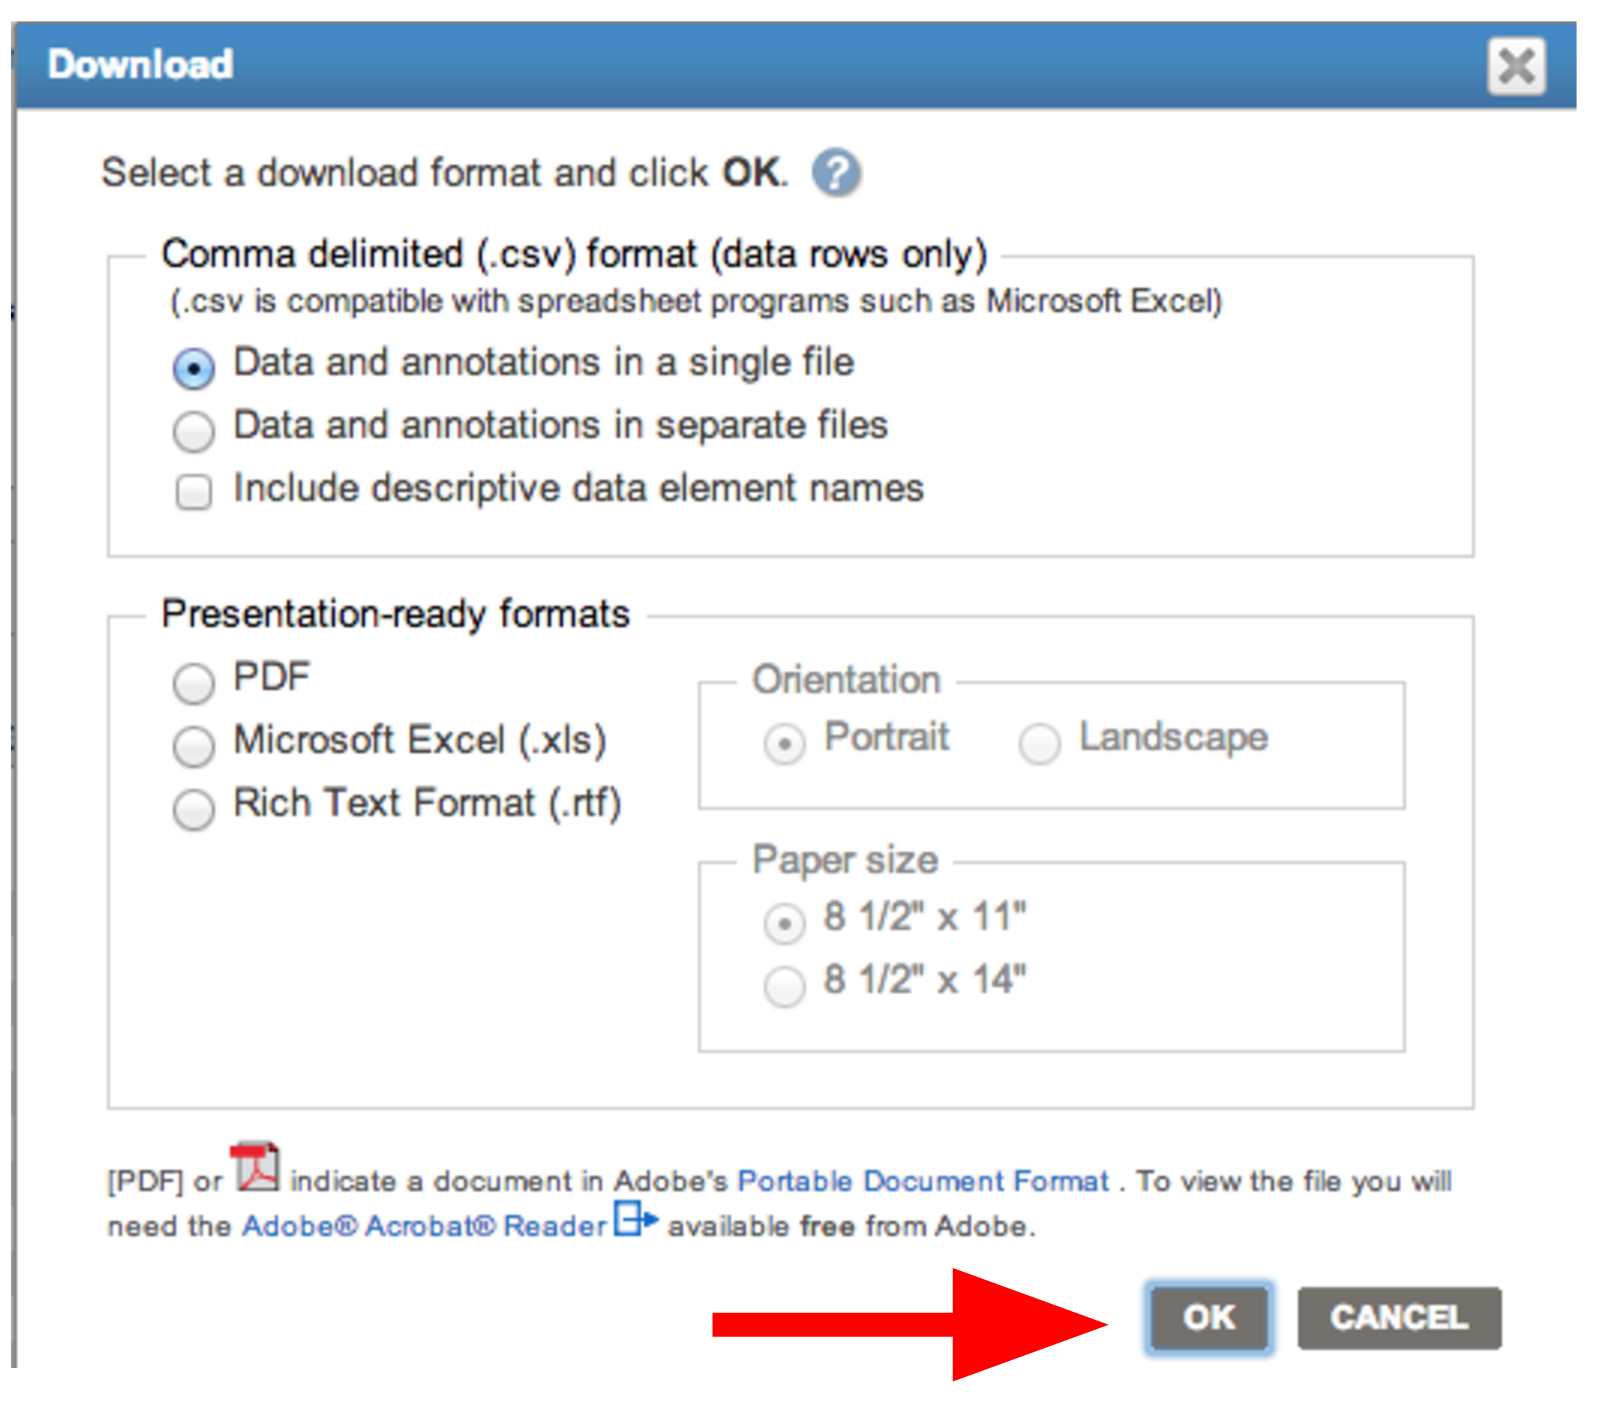 Download
Select a download format and click OK.
Comma delimited (.csv) format (data rows only)
(.csv is compatible with spreadsheet programs such as Microsoft Excel)
Data and annotations in a single file
Data and annotations in separate files
Include descriptive data element names
Presentation-ready formats
PDF
Microsoft Excel (.xls)
Rich Text Format (.rtf)
Orientation
Portrait
Landscape
Paper size
8 1/2" x 11"
8 1/2" x 14"
[PDF] or indicate a document in Adobe's Portable Document Format . To view the file you will
need the Adobe® Acrobat® Reader available free from Adobe.
OK
CANCEL